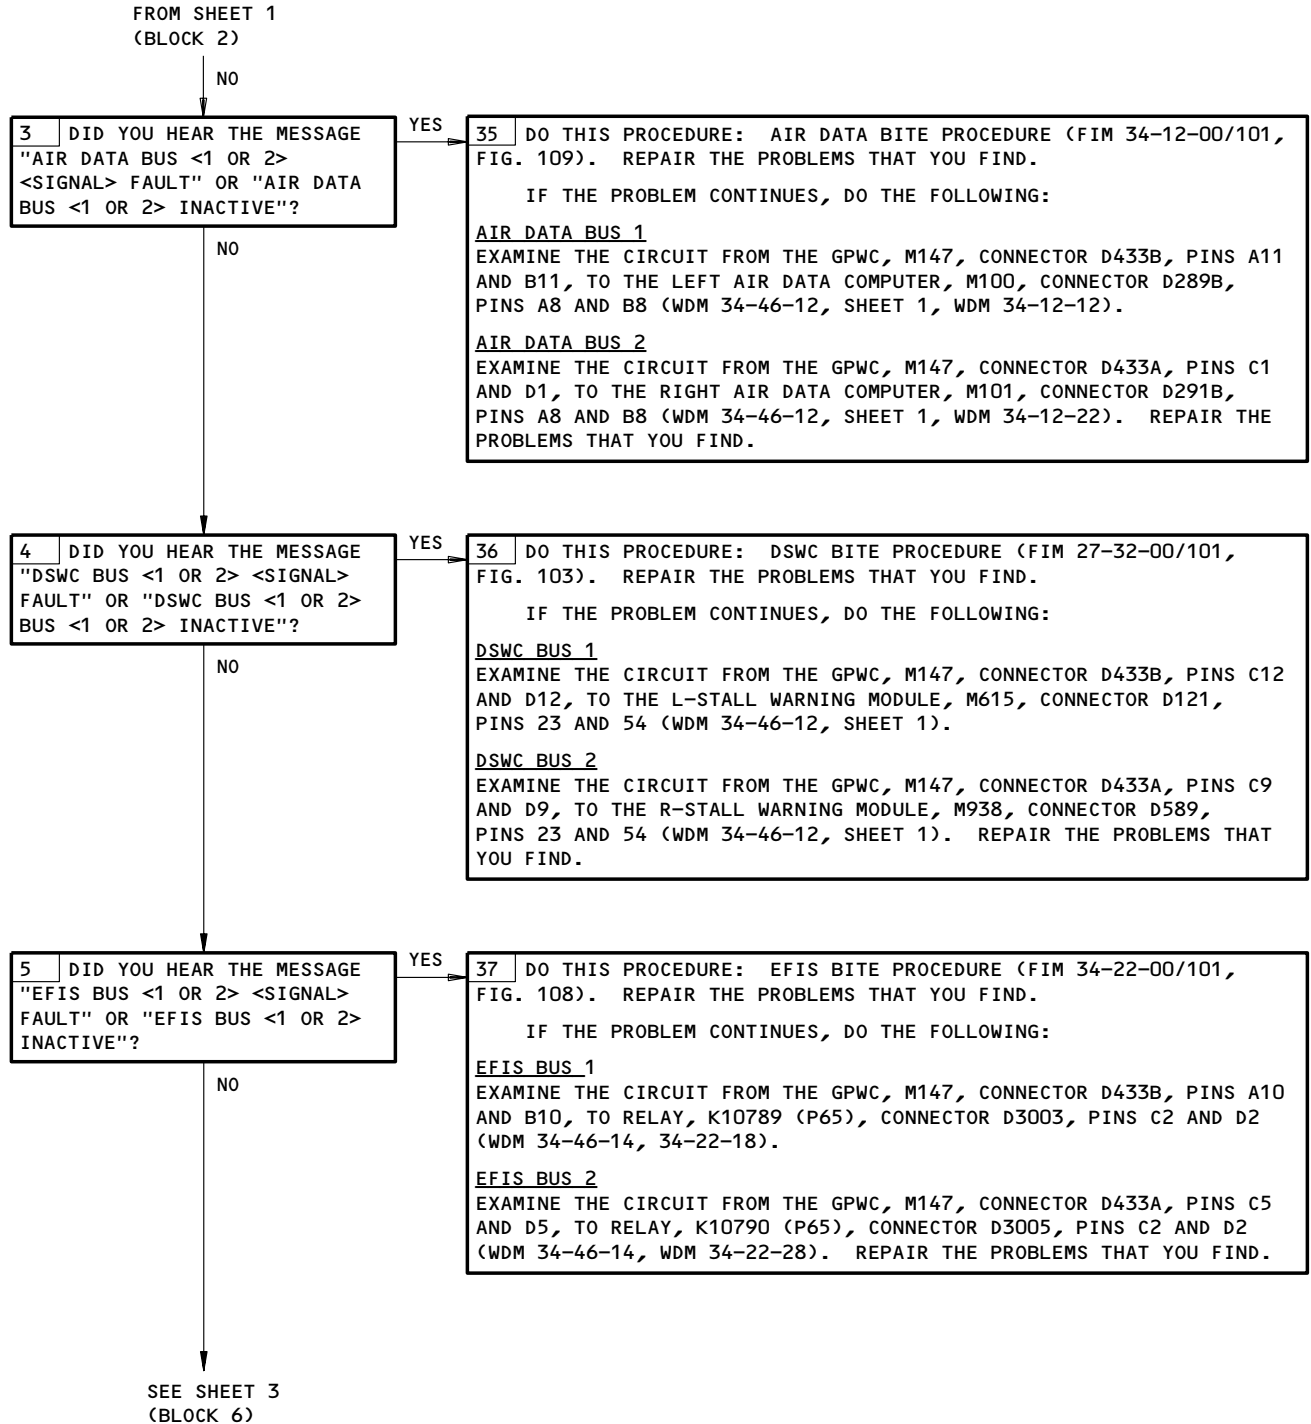 FROM SHEET 1
(BLOCK 2)
NO
3 DID YOU HEAR THE MESSAGE
"AIR DATA BUS <1 OR 2>
<SIGNAL> FAULT" OR "AIR DATA
BUS <1 OR 2> INACTIVE"?
YES
35 DO THIS PROCEDURE: AIR DATA BITE PROCEDURE (FIM 34-12-00/101,
FIG. 109). REPAIR THE PROBLEMS THAT YOU FIND.
IF THE PROBLEM CONTINUES, DO THE FOLLOWING:
AIR DATA BUS 1
EXAMINE THE CIRCUIT FROM THE GPWC, M147, CONNECTOR D433B, PINS A11
AND B11, TO THE LEFT AIR DATA COMPUTER, M100, CONNECTOR D289B,
PINS A8 AND B8 (WDM 34-46-12, SHEET 1, WDM 34-12-12).
AIR DATA BUS 2
EXAMINE THE CIRCUIT FROM THE GPWC, M147, CONNECTOR D433A, PINS C1
AND D1, TO THE RIGHT AIR DATA COMPUTER, M101, CONNECTOR D291B,
PINS A8 AND B8 (WDM 34-46-12, SHEET 1, WDM 34-12-22). REPAIR THE
PROBLEMS THAT YOU FIND.
NO
4 DID YOU HEAR THE MESSAGE
"DSWC BUS <1 OR 2> <SIGNAL>
FAULT" OR "DSWC BUS <1 OR 2>
BUS <1 OR 2> INACTIVE"?
YES
36 DO THIS PROCEDURE: DSWC BITE PROCEDURE (FIM 27-32-00/101,
FIG. 103). REPAIR THE PROBLEMS THAT YOU FIND.
IF THE PROBLEM CONTINUES, DO THE FOLLOWING:
DSWC BUS 1
EXAMINE THE CIRCUIT FROM THE GPWC, M147, CONNECTOR D433B, PINS C12
AND D12, TO THE L-STALL WARNING MODULE, M615, CONNECTOR D121,
PINS 23 AND 54 (WDM 34-46-12, SHEET 1).
DSWC BUS 2
EXAMINE THE CIRCUIT FROM THE GPWC, M147, CONNECTOR D433A, PINS C9
AND D9, TO THE R-STALL WARNING MODULE, M938, CONNECTOR D589,
PINS 23 AND 54 (WDM 34-46-12, SHEET 1). REPAIR THE PROBLEMS THAT
YOU FIND.
NO
5 DID YOU HEAR THE MESSAGE
"EFIS BUS <1 OR 2> <SIGNAL>
FAULT" OR "EFIS BUS <1 OR 2>
INACTIVE"?
YES
37 DO THIS PROCEDURE: EFIS BITE PROCEDURE (FIM 34-22-00/101,
FIG. 108). REPAIR THE PROBLEMS THAT YOU FIND.
IF THE PROBLEM CONTINUES, DO THE FOLLOWING:
EFIS BUS 1
EXAMINE THE CIRCUIT FROM THE GPWC, M147, CONNECTOR D433B, PINS A10
AND B10, TO RELAY, K10789 (P65), CONNECTOR D3003, PINS C2 AND D2
(WDM 34-46-14, 34-22-18).
EFIS BUS 2
EXAMINE THE CIRCUIT FROM THE GPWC, M147, CONNECTOR D433A, PINS C5
AND D5, TO RELAY, K10790 (P65), CONNECTOR D3005, PINS C2 AND D2
(WDM 34-46-14, WDM 34-22-28). REPAIR THE PROBLEMS THAT YOU FIND.
NO
SEE SHEET 3
(BLOCK 6)